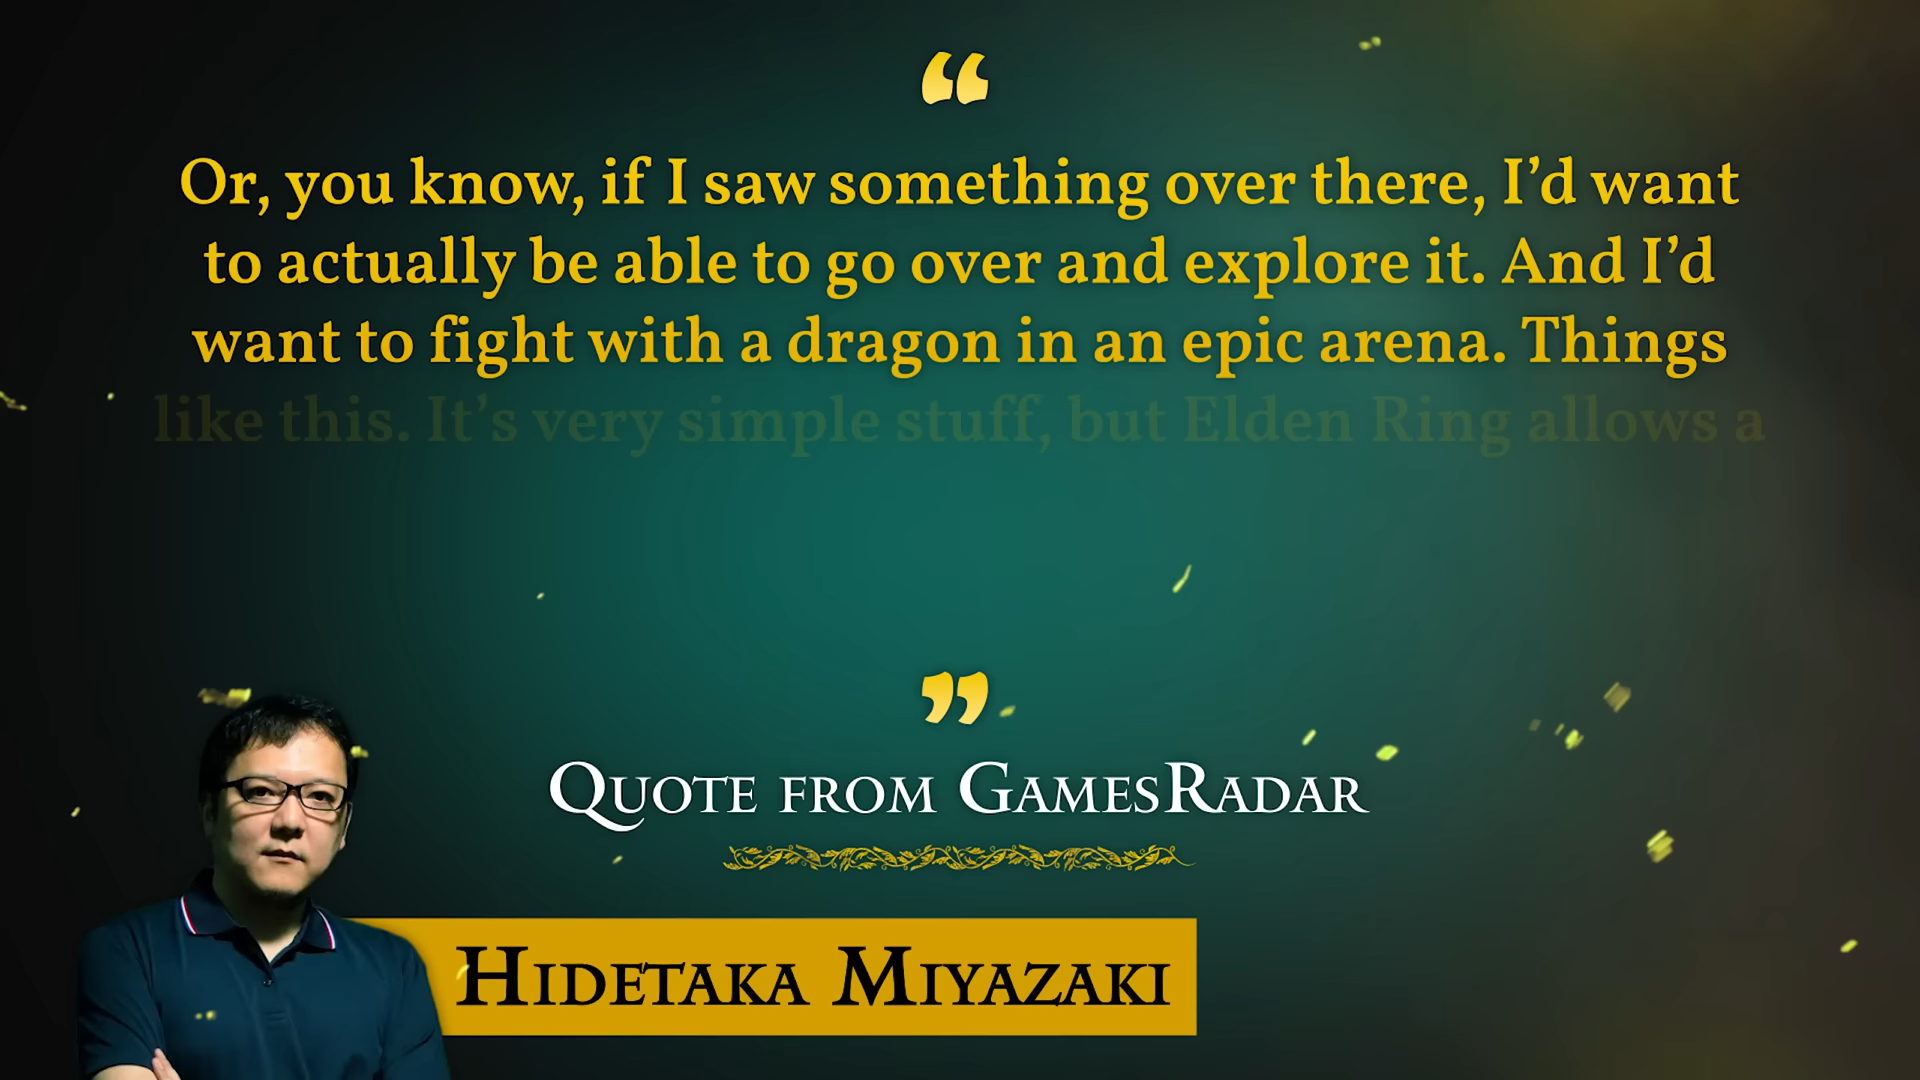 “
Or, you know, if I saw something over there, I’d want
to actually be able to go over and explore it. And I’d
want to fight with a dragon in an epic arena. Things
like this. It’s very simple stuff, but Elden Ring allows a
”
Quote from GamesRadar
Hidetaka Miyazaki